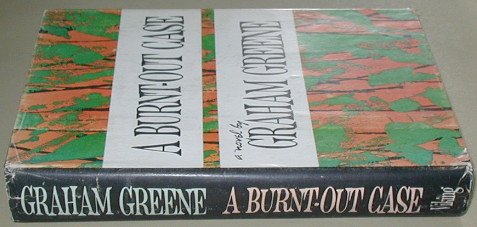 A BURNT-OUT CASE
a novel by
GRAHAM GREENE
GRAHAM GREENE A BURNT-OUT CASE Viking